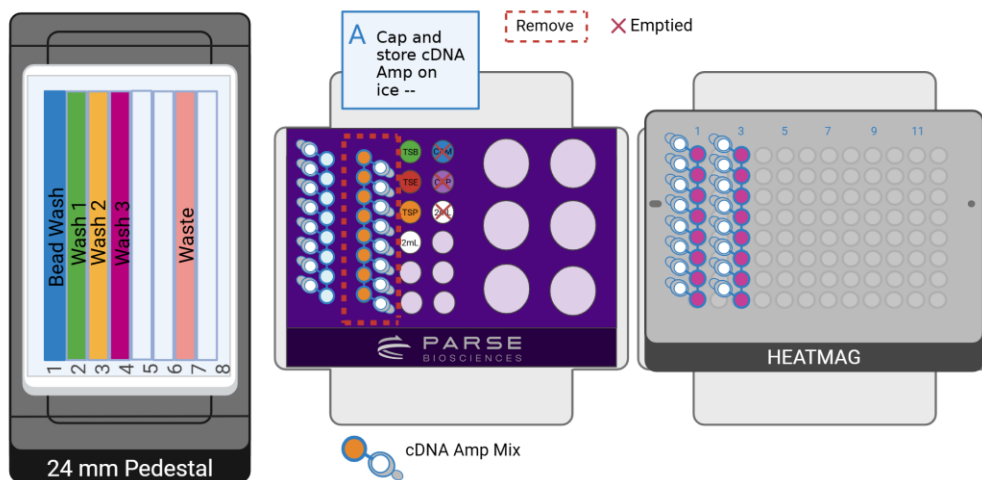 A
Cap and
store cDNA
Amp on
ice --
Remove
Emptied
Bead Wash
Wash 1
Wash 2
Wash 3
Waste
1
2
3
4
5
6
7
8
24 mm Pedestal
TSB
TSE
TSP
2mL
2mL
PARSE
BIOSCIENCES
cDNA Amp Mix
1 3 5 7 9 11
HEATMAG